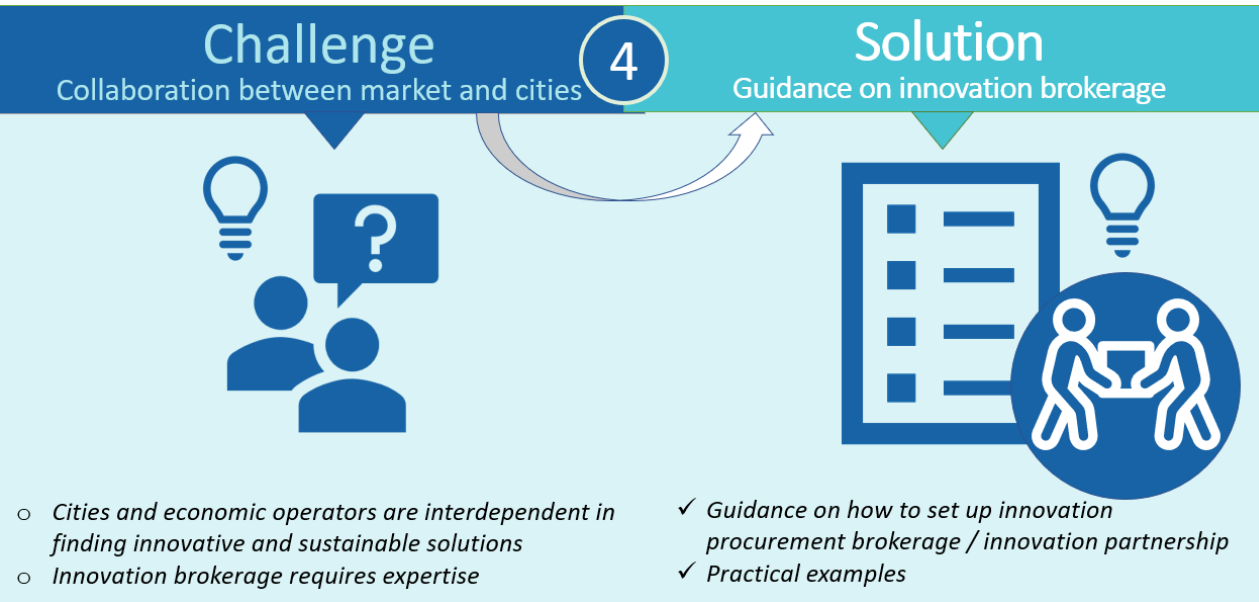 Challenge
Collaboration between market and cities
4
Solution
Guidance on innovation brokerage
?
o Cities and economic operators are interdependent in
finding innovative and sustainable solutions
o Innovation brokerage requires expertise
✓ Guidance on how to set up innovation
procurement brokerage / innovation partnership
✓ Practical examples